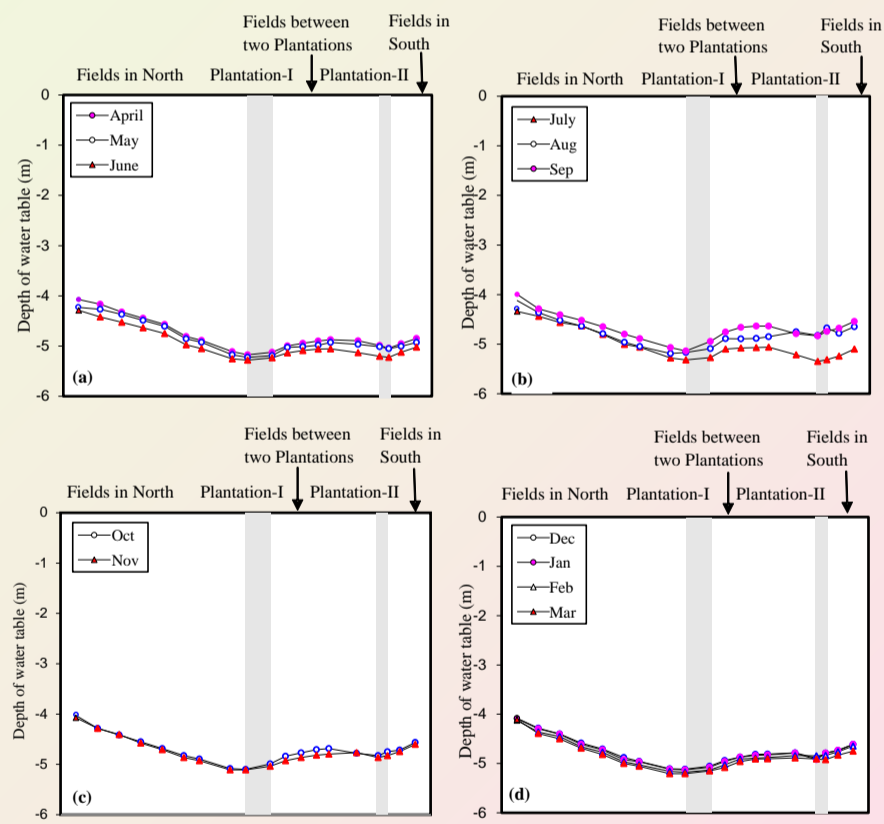 Fields between
two Plantations
Fields in
South
Fields in North
Plantation-I
Plantation-II
Depth of water table (m)
0
-1
-2
-3
-4
-5
-6
April
May
June
(a)
Fields between
two Plantations
Fields in
South
Fields in North
Plantation-I
Plantation-II
Depth of water table (m)
0
-1
-2
-3
-4
-5
-6
July
Aug
Sep
(b)
Fields between
two Plantations
Fields in
South
Fields in North
Plantation-I
Plantation-II
Depth of water table (m)
0
-1
-2
-3
-4
-5
-6
Oct
Nov
(c)
Fields between
two Plantations
Fields in
South
Fields in North
Plantation-I
Plantation-II
Depth of water table (m)
0
-1
-2
-3
-4
-5
-6
Dec
Jan
Feb
Mar
(d)